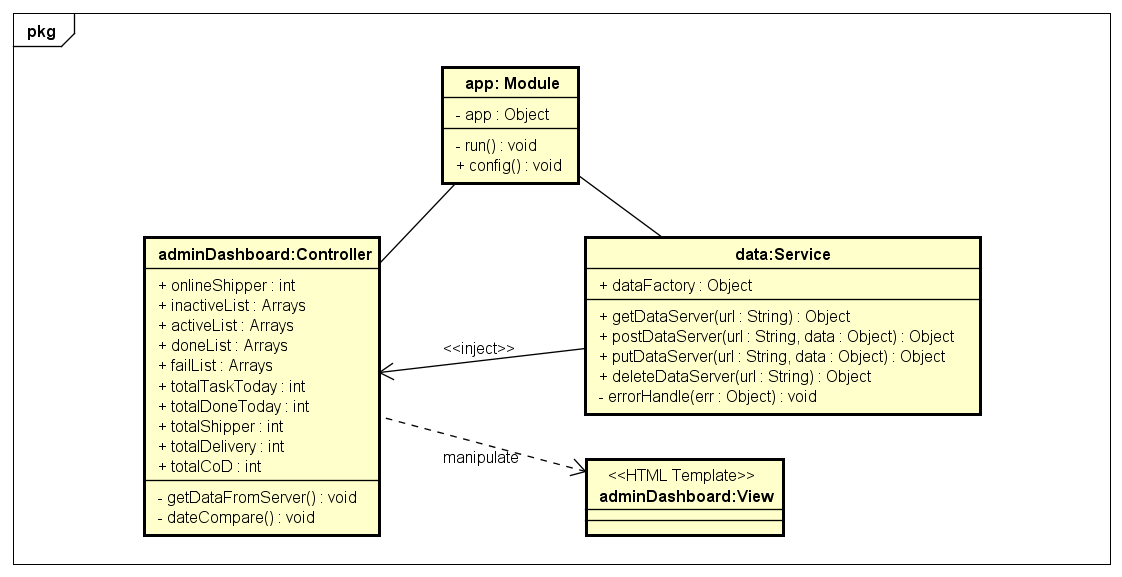 pkg
app: Module
- app : Object
- run() : void
+ config() : void
adminDashboard:Controller
+ onlineShipper : int
+ inactiveList : Arrays
+ activeList : Arrays
+ doneList : Arrays
+ failList : Arrays
+ totalTaskToday : int
+ totalDoneToday : int
+ totalShipper : int
+ totalDelivery : int
+ totalCoD : int
- getDataFromServer() : void
- dateCompare() : void
data:Service
+ dataFactory : Object
+ getDataServer(url : String) : Object
+ postDataServer(url : String, data : Object) : Object
+ putDataServer(url : String, data : Object) : Object
+ deleteDataServer(url : String) : Object
- errorHandle(err : Object) : void
<<inject>>
manipulate
<<HTML Template>>
adminDashboard:View